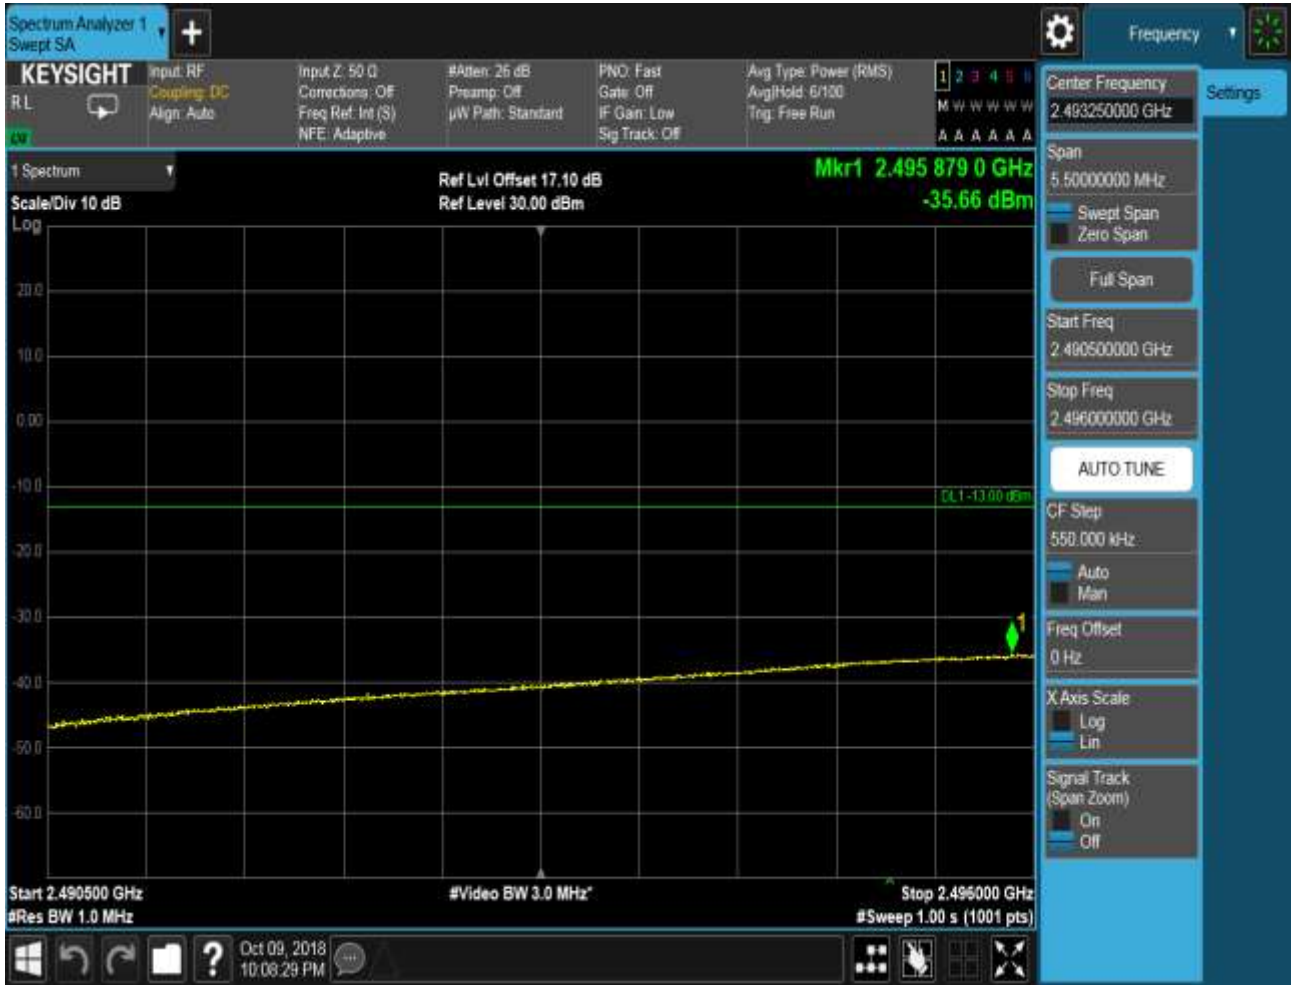 Spectrum Analyzer 1
Swept SA
Frequency
KEYSIGHT
R L
Input: RF
Coupling: DC
Align: Auto
Input Z: 50 Ω
Corrections: Off
Freq Ref: Int (S)
NFE: Adaptive
#Atten: 26 dB
Preamp: Off
µW Path: Standard
PNO: Fast
Gate: Off
IF Gain: Low
Sig Track: Off
Avg Type: Power (RMS)
Avg|Hold: 6/100
Trig: Free Run
1 2 3 4 5 6
M W W W W W
A A A A A A
1 Spectrum
Scale/Div 10 dB
Log
Ref Lvl Offset 17.10 dB
Ref Level 30.00 dBm
Mkr1 2.495 879 0 GHz
-35.66 dBm
20.0
10.0
0.00
-10.0
-20.0
-30.0
-40.0
-50.0
-60.0
DL1 -13.00 dBm
1
Start 2.490500 GHz
#Res BW 1.0 MHz
#Video BW 3.0 MHz*
Stop 2.496000 GHz
#Sweep 1.00 s (1001 pts)
Oct 09, 2018
10:08:29 PM
Center Frequency
2.493250000 GHz
Settings
Span
5.50000000 MHz
Swept Span
Zero Span
Full Span
Start Freq
2.490500000 GHz
Stop Freq
2.496000000 GHz
AUTO TUNE
CF Step
550.000 kHz
Auto
Man
Freq Offset
0 Hz
X Axis Scale
Log
Lin
Signal Track
(Span Zoom)
On
Off